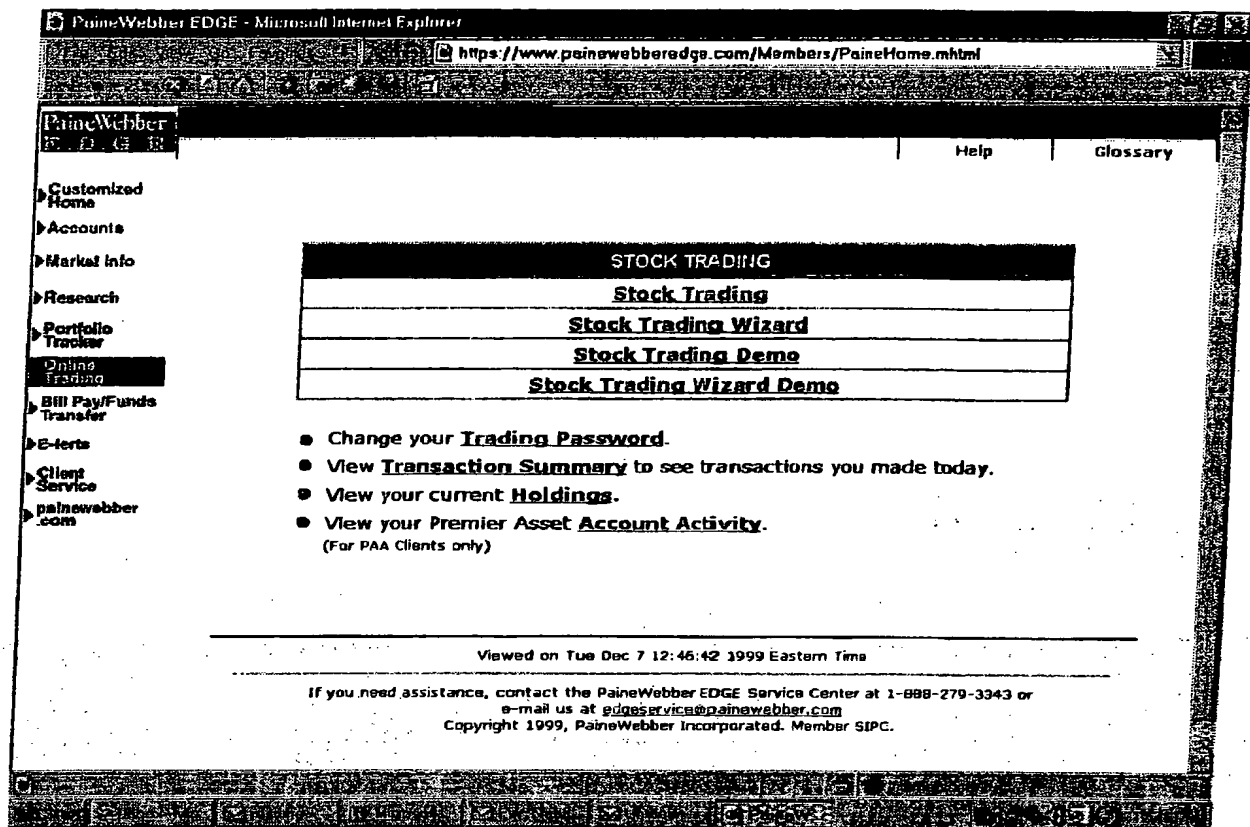 PaineWebber EDGE - Microsoft Internet Explorer
https://www.painewebberedge.com/Members/PaineHome.mhtml
PaineWebber
EDGE
Help
Glossary
Customized
Home
Accounts
Market Info
Research
Portfolio
Tracker
Online
Trading
Bill Pay/Funds
Transfer
E-lerts
Client
Service
painewebber
.com
STOCK TRADING
Stock Trading
Stock Trading Wizard
Stock Trading Demo
Stock Trading Wizard Demo
Change your Trading Password.
View Transaction Summary to see transactions you made today.
View your current Holdings.
View your Premier Asset Account Activity.
(For PAA Clients only)
Viewed on Tue Dec 7 12:46:42 1999 Eastern Time
If you need assistance, contact the PaineWebber EDGE Service Center at 1-888-279-3343 or
e-mail us at edgeservice@painewebber.com
Copyright 1999, PaineWebber Incorporated. Member SIPC.